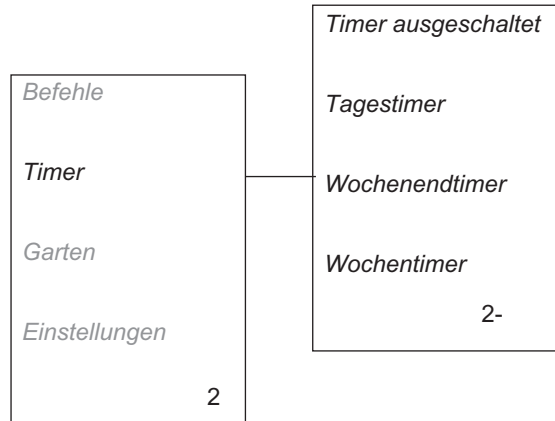 Befehle
Timer
Garten
Einstellungen
2
Timer ausgeschaltet
Tagestimer
Wochenendtimer
Wochentimer
2-